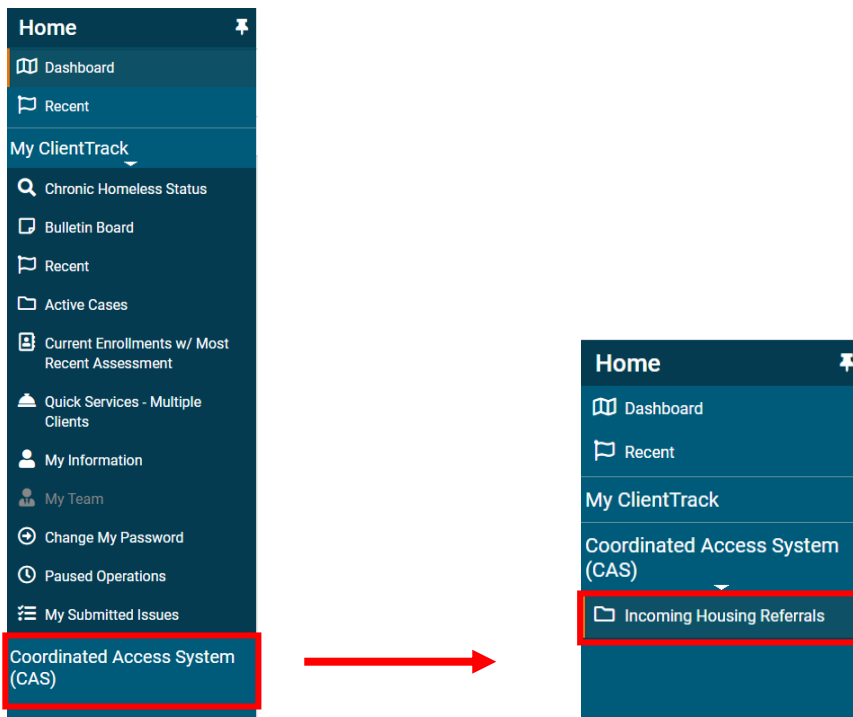 Home
Dashboard
Recent
My ClientTrack
Chronic Homeless Status
Bulletin Board
Recent
Active Cases
Current Enrollments w/ Most
Recent Assessment
Quick Services - Multiple
Clients
My Information
My Team
Change My Password
Paused Operations
My Submitted Issues
Coordinated Access System
(CAS)
Home
Dashboard
Recent
My ClientTrack
Coordinated Access System
(CAS)
Incoming Housing Referrals